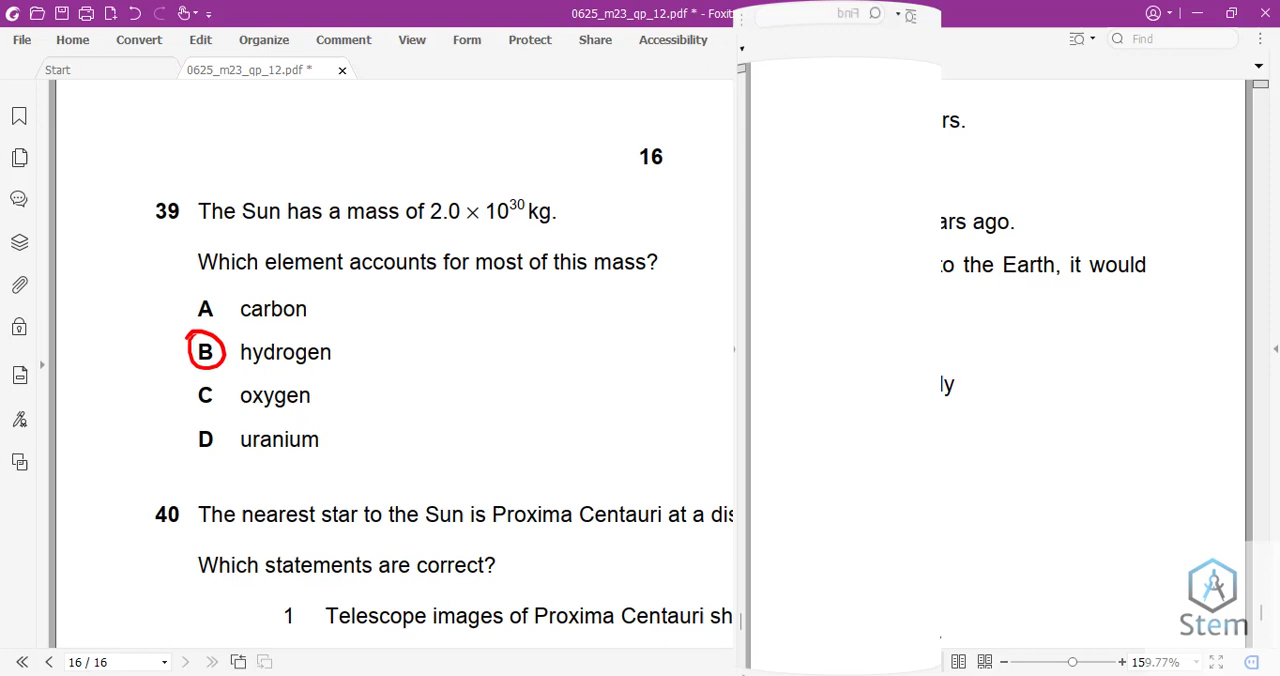 0625_m23_qp_12.pdf * - Foxit
Find
File Home Convert Edit Organize Comment View Form Protect Share Accessibility
Find
Start
0625_m23_qp_12.pdf *
16
rs.
39 The Sun has a mass of 2.0 × 10³⁰ kg.
ars ago.
Which element accounts for most of this mass?
to the Earth, it would
A carbon
B hydrogen
ly
C oxygen
D uranium
40 The nearest star to the Sun is Proxima Centauri at a dis
Which statements are correct?
1 Telescope images of Proxima Centauri sh
Stem
16 / 16
159.77%